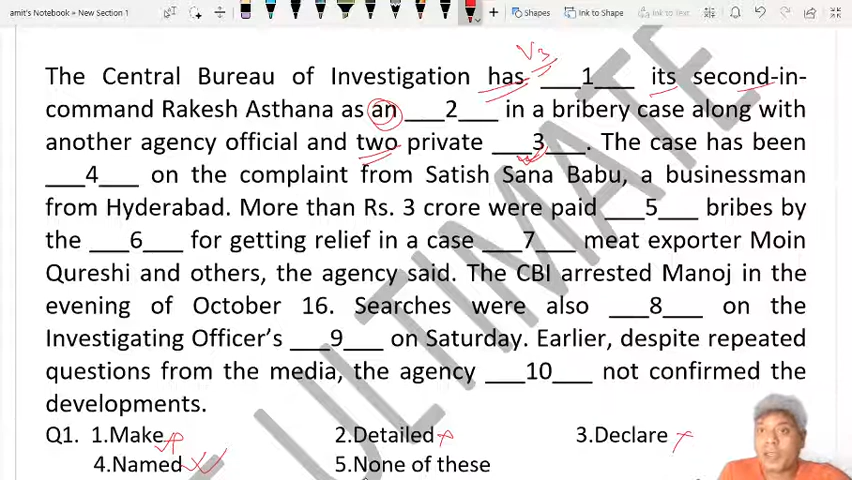 amit's Notebook » New Section 1
Shapes Ink to Shape Ink to Text
V3
The Central Bureau of Investigation has ___1___ its second-in-
command Rakesh Asthana as an ___2___ in a bribery case along with
another agency official and two private ___3___. The case has been
___4___ on the complaint from Satish Sana Babu, a businessman
from Hyderabad. More than Rs. 3 crore were paid ___5___ bribes by
the ___6___ for getting relief in a case ___7___ meat exporter Moin
Qureshi and others, the agency said. The CBI arrested Manoj in the
evening of October 16. Searches were also ___8___ on the
Investigating Officer's ___9___ on Saturday. Earlier, despite repeated
questions from the media, the agency ___10___ not confirmed the
developments.
Q1. 1.Make 2.Detailed 3.Declare
4.Named 5.None of these
ULTIMATE